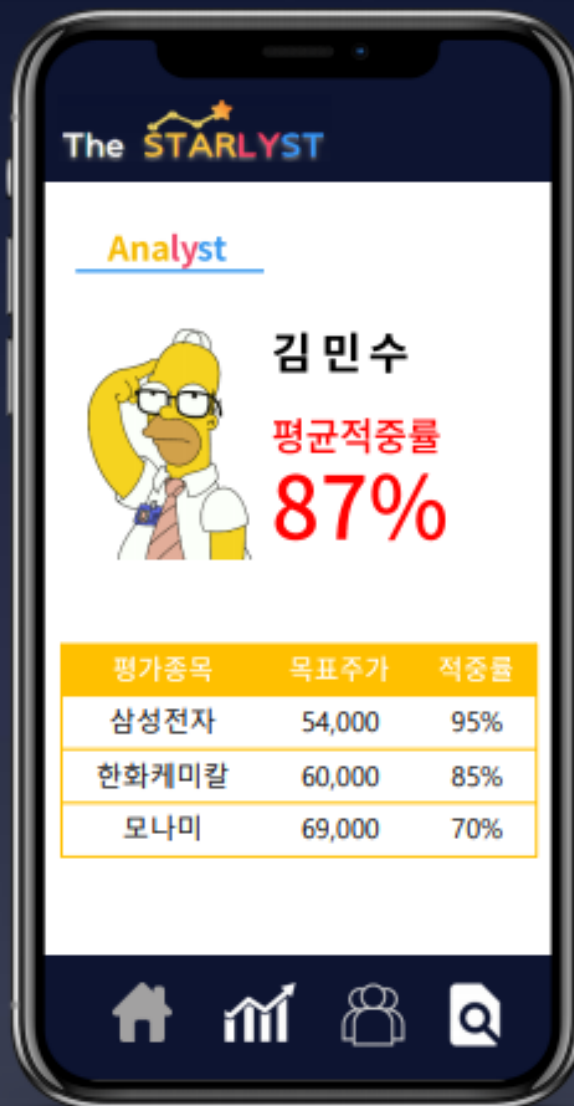 The STARLYST
Analyst
김민수
평균적중률
87%
평가종목 목표주가 적중률
삼성전자 54,000 95%
한화케미칼 60,000 85%
모나미 69,000 70%